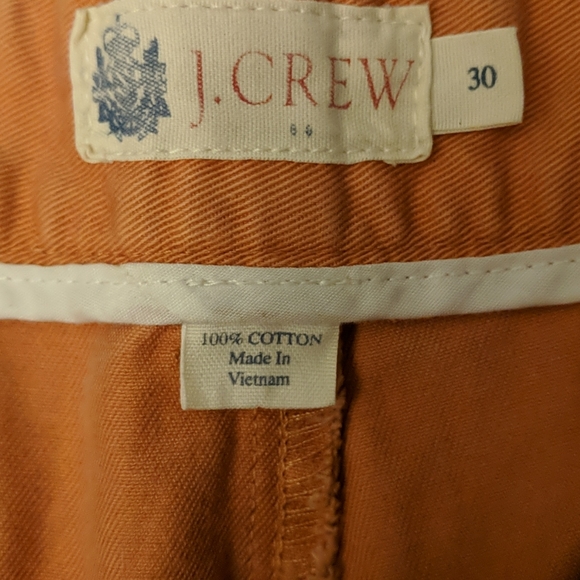 J.CREW
30
100% COTTON
Made In
Vietnam